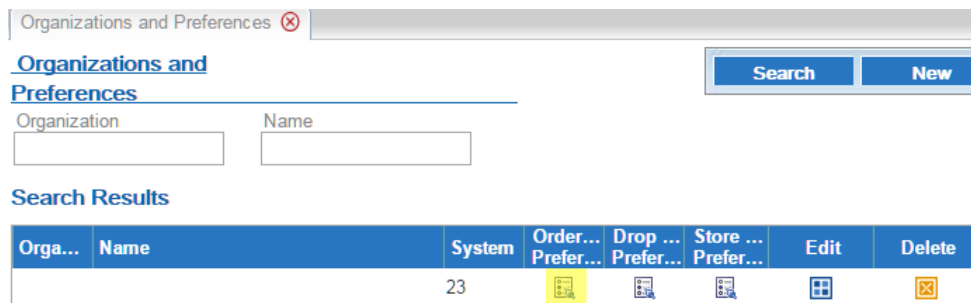 Organizations and Preferences
Organizations and
Preferences
Search New
Organization Name
Search Results
Orga... Name System Order... Prefer... Drop ... Prefer... Store ... Prefer... Edit Delete
23